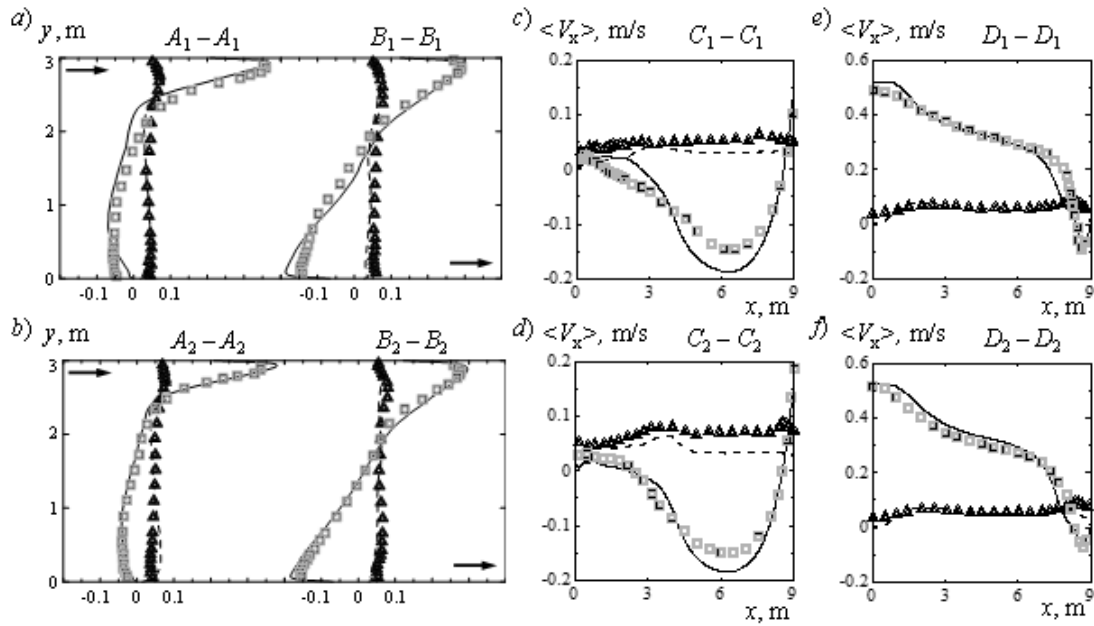 a) y, m A1 – A1 B1 – B1
3
2
1
0
-0.1 0 0.1 -0.1 0 0.1
b) y, m A2 – A2 B2 – B2
3
2
1
0
-0.1 0 0.1 -0.1 0 0.1
c) <Vx>, m/s C1 – C1
0.2
0.1
0
-0.1
-0.2
0 3 6 9
x, m
d) <Vx>, m/s C2 – C2
0.2
0.1
0
-0.1
-0.2
0 3 6 9
x, m
e) <Vx>, m/s D1 – D1
0.6
0.4
0.2
0
-0.2
0 3 6 9
x, m
f) <Vx>, m/s D2 – D2
0.6
0.4
0.2
0
-0.2
0 3 6 9
x, m